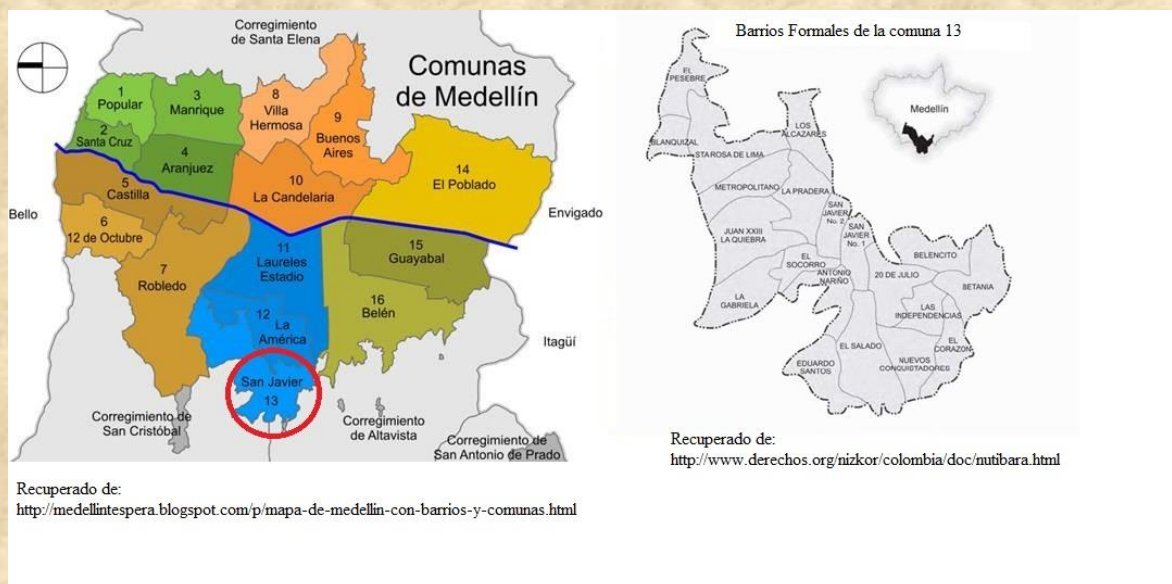 Corregimiento
de Santa Elena
Comunas
de Medellín
1
Popular
3
Manrique
8
Villa
Hermosa
9
Buenos
Aires
2
Santa Cruz
4
Aranjuez
14
El Poblado
10
La Candelaria
5
Castilla
Bello
Envigado
6
12 de Octubre
11
Laureles
Estadio
15
Guayabal
7
Robledo
16
Belén
12
La
América
Itagüí
San Javier
13
Corregimiento de
San Cristóbal
Corregimiento
de Altavista
Corregimiento de
San Antonio de Prado
Recuperado de:
http://medellintespera.blogspot.com/p/mapa-de-medellin-con-barrios-y-comunas.html
Barrios Formales de la comuna 13
EL
PESEBRE
Medellín
LOS
ALCAZARES
BLANQUIZAL
STA ROSA DE LIMA
METROPOLITANO
LA PRADERA
SAN
JAVIER
No. 2
JUAN XXIII
LA QUIEBRA
SAN
JAVIER
No. 1
BELENCITO
EL
SOCORRO
ANTONIO
NARIÑO
20 DE JULIO
BETANIA
LA
GABRIELA
LAS
INDEPENDENCIAS
EL SALADO
EL
CORAZON
EDUARDO
SANTOS
NUEVOS
CONQUISTADORES
Recuperado de:
http://www.derechos.org/nizkor/colombia/doc/nutibara.html